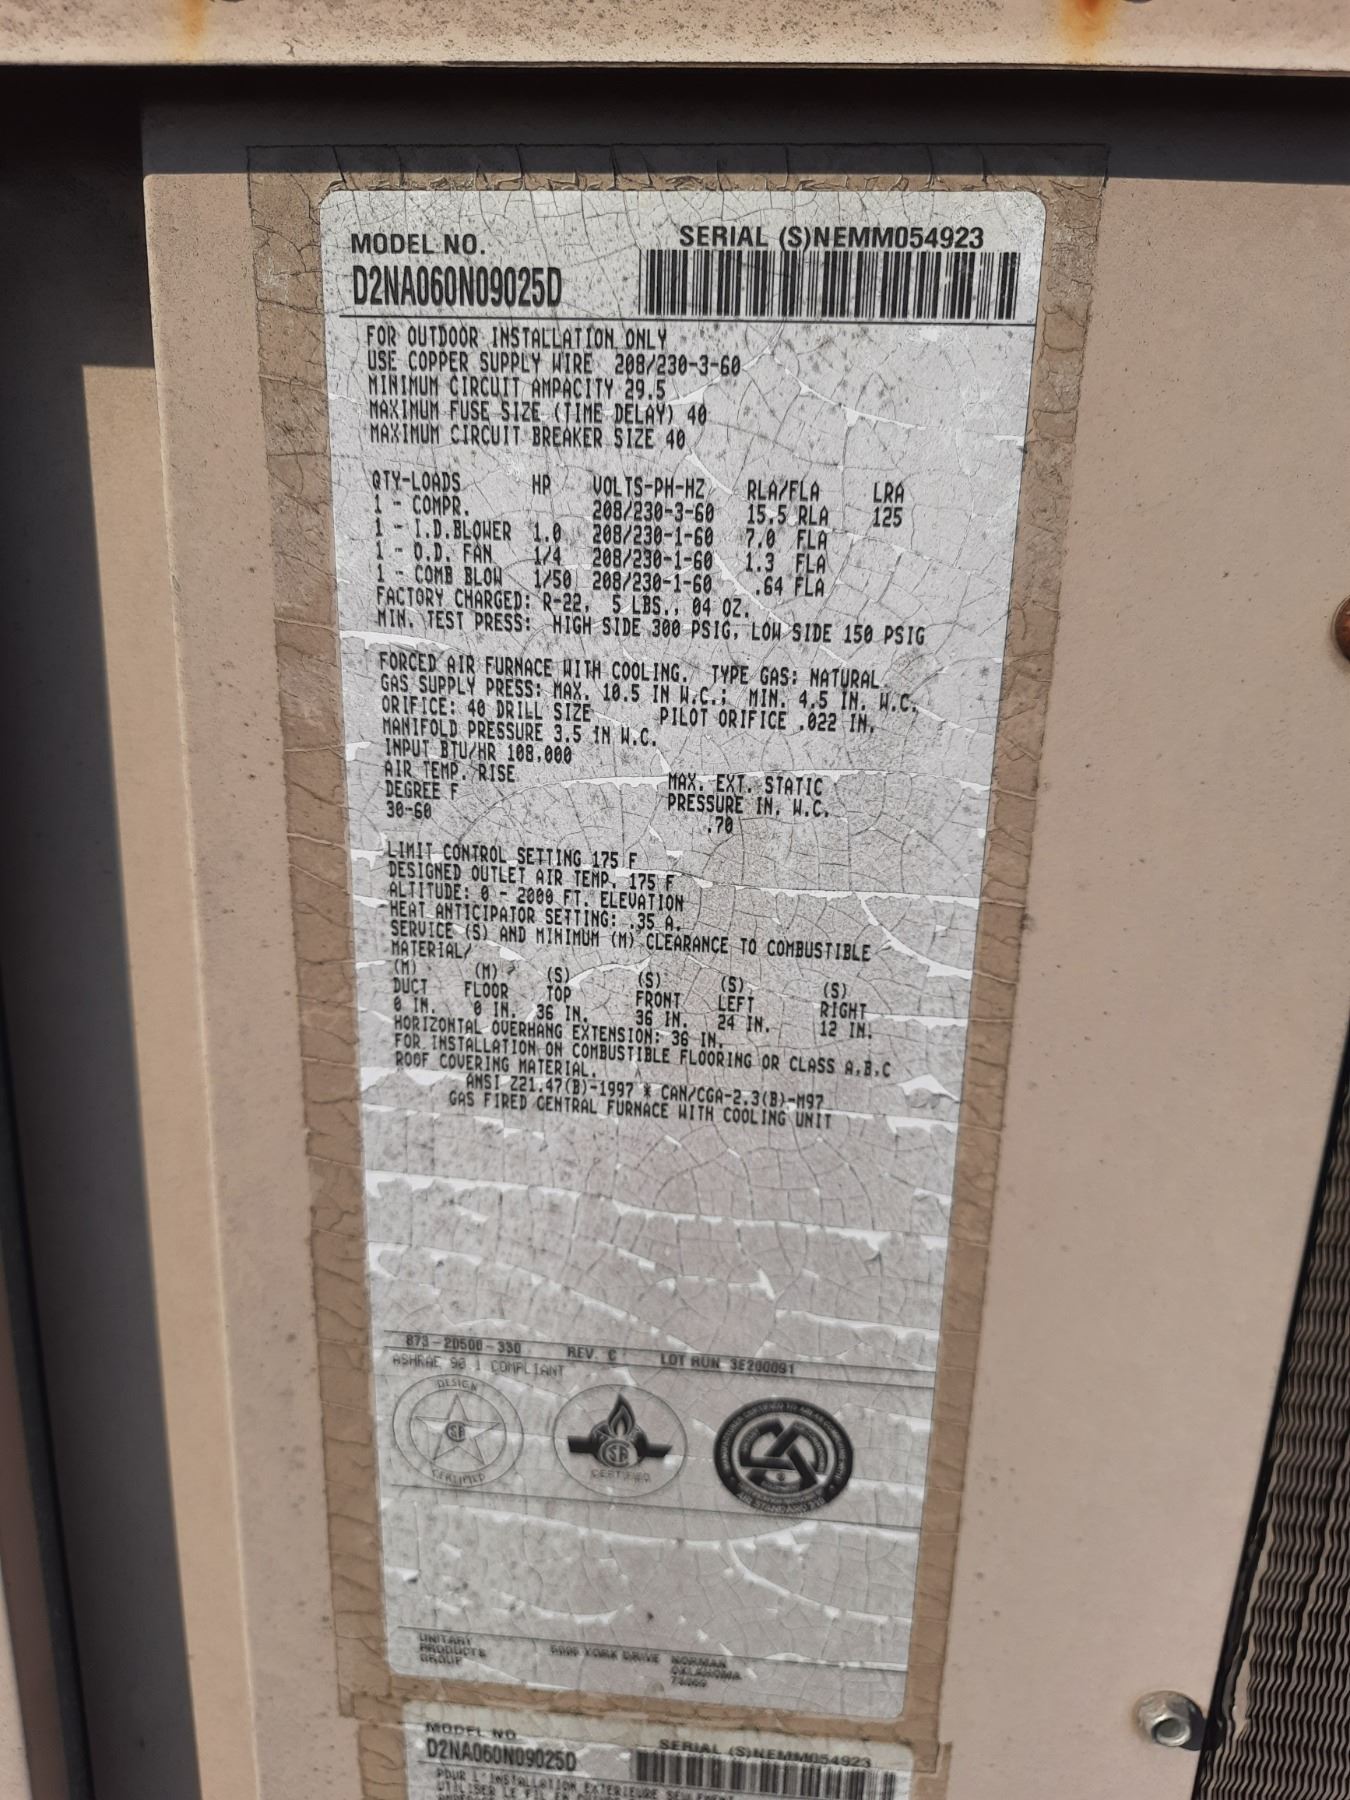 MODEL NO.
SERIAL (S)NEMM054923
D2NA060N09025D
FOR OUTDOOR INSTALLATION ONLY
USE COPPER SUPPLY WIRE 208/230-3-60
MINIMUM CIRCUIT AMPACITY 29.5
MAXIMUM FUSE SIZE (TIME DELAY) 40
MAXIMUM CIRCUIT BREAKER SIZE 40
QTY-LOADS HP VOLTS-PH-HZ RLA/FLA LRA
1 - COMPR. 208/230-3-60 15.5 RLA 125
1 - I.D.BLOWER 1.0 208/230-1-60 7.0 FLA
1 - O.D. FAN 1/4 208/230-1-60 1.3 FLA
1 - COMB BLOW 1/50 208/230-1-60 .64 FLA
FACTORY CHARGED: R-22, 5 LBS., 04 OZ.
MIN. TEST PRESS: HIGH SIDE 300 PSIG, LOW SIDE 150 PSIG
FORCED AIR FURNACE WITH COOLING. TYPE GAS: NATURAL
GAS SUPPLY PRESS: MAX. 10.5 IN W.C.; MIN. 4.5 IN. W.C.
ORIFICE: 40 DRILL SIZE PILOT ORIFICE .022 IN.
MANIFOLD PRESSURE 3.5 IN W.C.
INPUT BTU/HR 108,000
AIR TEMP. RISE MAX. EXT. STATIC
DEGREE F PRESSURE IN. W.C.
30-60 .70
LIMIT CONTROL SETTING 175 F
DESIGNED OUTLET AIR TEMP. 175 F
ALTITUDE: 0 - 2000 FT. ELEVATION
HEAT ANTICIPATOR SETTING: .35 A.
SERVICE (S) AND MINIMUM (M) CLEARANCE TO COMBUSTIBLE
MATERIAL/
(M) (M) (S) (S) (S) (S)
DUCT FLOOR TOP FRONT LEFT RIGHT
0 IN. 0 IN. 36 IN. 36 IN. 24 IN. 12 IN.
HORIZONTAL OVERHANG EXTENSION: 36 IN.
FOR INSTALLATION ON COMBUSTIBLE FLOORING OR CLASS A,B,C
ROOF COVERING MATERIAL.
ANSI Z21.47(B)-1997 * CAN/CGA-2.3(B)-M97
GAS FIRED CENTRAL FURNACE WITH COOLING UNIT
873-20500-330 REV. C LOT RUN 3E200091
ASHRAE 90.1 COMPLIANT
DESIGN
CERTIFIED
CERTIFIED
UNITARY
PRODUCTS
GROUP
5005 YORK DRIVE NORMAN
OKLAHOMA
73069
MODEL NO.
SERIAL (S)NEMM054923
D2NA060N09025D
POUR L'INSTALLATION EXTERIEURE SEULEMENT
UTILISER LE FIL EN